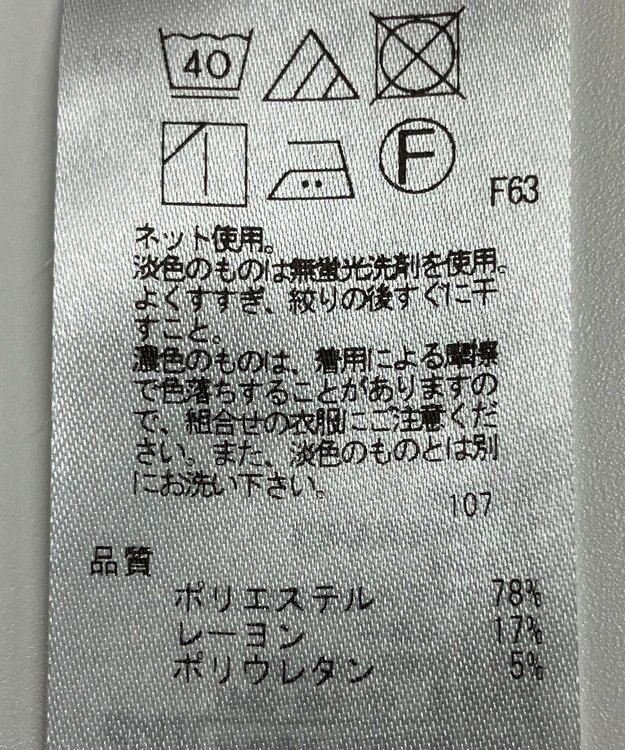 40
F
F63
ネット使用。
淡色のものは無蛍光洗剤を使用。
よくすすぎ、絞りの後すぐに干
すこと。
濃色のものは、着用による摩擦
で色落ちすることがありますの
で、組合せの衣服にご注意くだ
さい。また、淡色のものとは別
にお洗い下さい。
107
品質
ポリエステル 78%
レーヨン 17%
ポリウレタン 5%